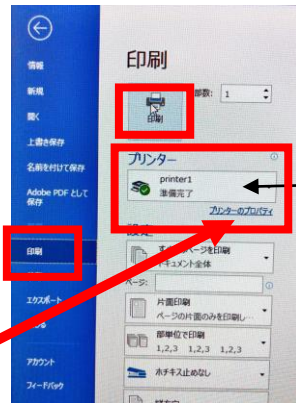 印刷
情報
新規
開く
上書き保存
名前を付けて保存
Adobe PDF として
保存
印刷
エクスポート
アカウント
フィードバック
部数: 1
印刷
プリンター
printer1
準備完了
プリンターのプロパティ
ページを印刷
ドキュメント全体
ページ:
片面印刷
ページの片面のみを印刷し…
部単位で印刷
1,2,3 1,2,3 1,2,3
ホチキス止めなし